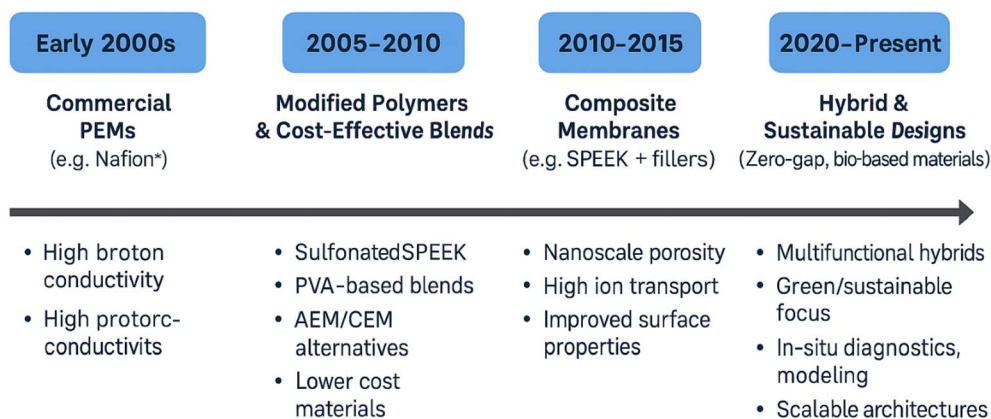 Early 2000s
Commercial
PEMs
(e.g. Nafion*)
• High broton
conductivity
• High protorc-
conductivits
2005–2010
Modified Polymers
& Cost-Effective Blends
• SulfonatedSPEEK
• PVA-based blends
• AEM/CEM
alternatives
• Lower cost
materials
2010–2015
Composite
Membranes
(e.g. SPEEK + fillers)
• Nanoscale porosity
• High ion transport
• Improved surface
properties
2020–Present
Hybrid &
Sustainable Designs
(Zero-gap, bio-based materials)
• Multifunctional hybrids
• Green/sustainable
focus
• In-situ diagnostics,
modeling
• Scalable architectures